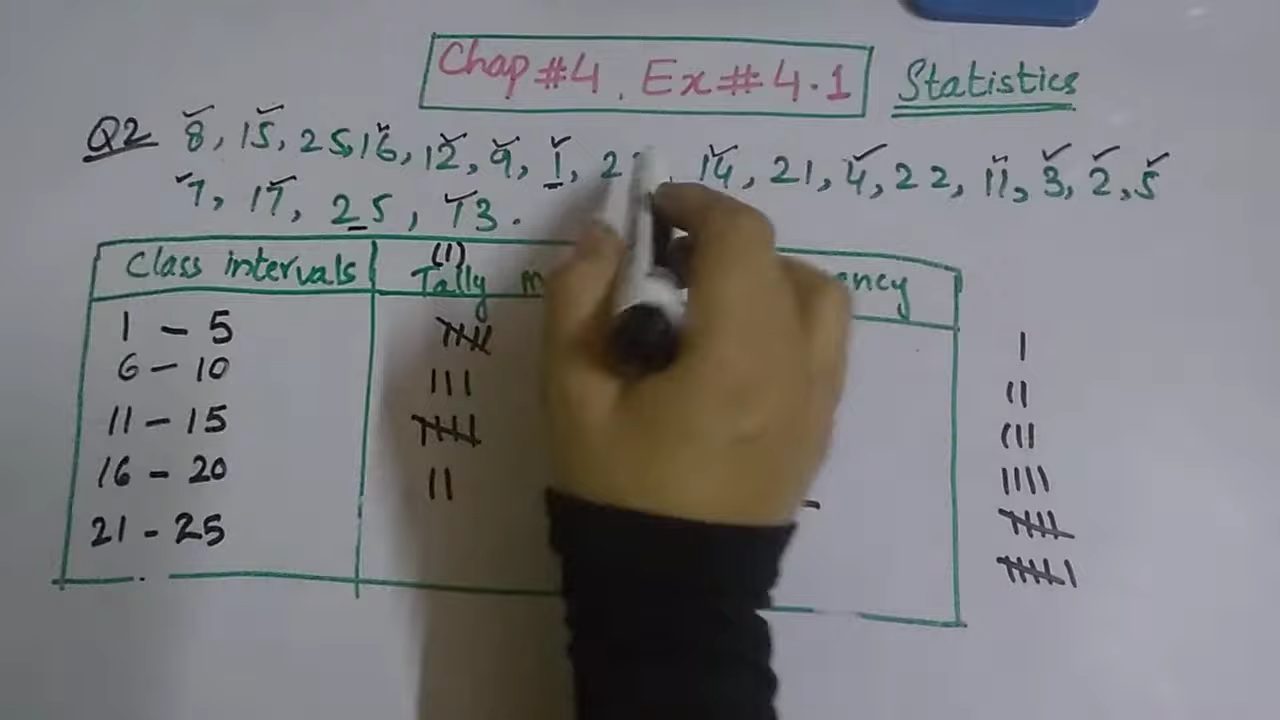 Chap #4, Ex # 4.1 Statistics
Q2 8, 15, 25, 16, 12, 9, 1, 14, 21, 4, 22, 11, 3, 2, 5
7, 17, 25, 13.
Class intervals (1) Tally
1 - 5 𝍸 |
6 - 10 ||| ||
11 - 15 𝍸 |||
16 - 20 || ||||
21 - 25 𝍸
𝍸 |